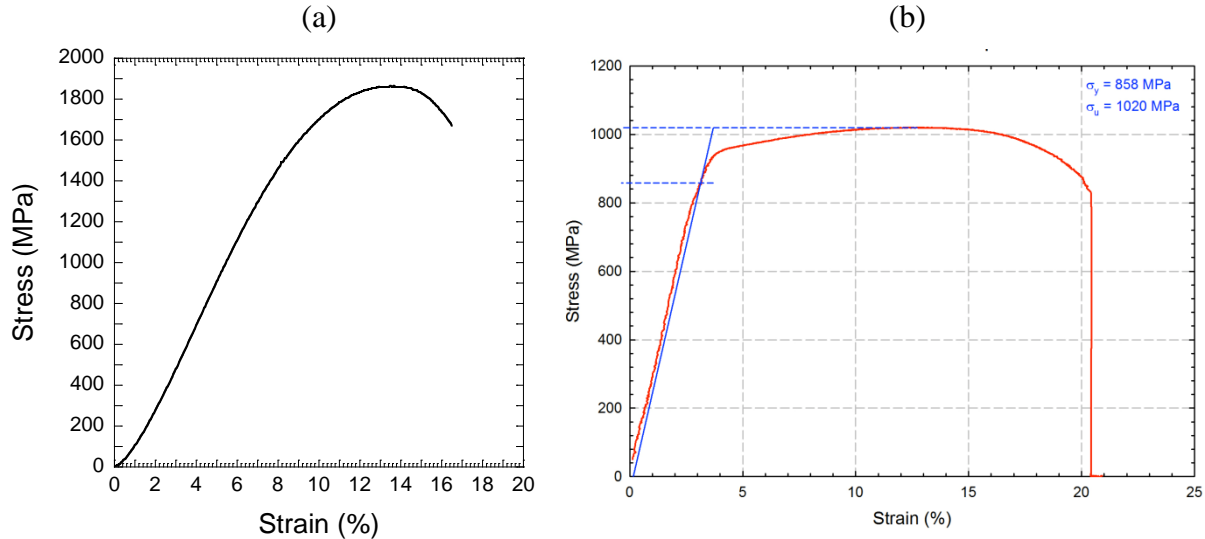 (a)
(b)
2000
1800
1600
1400
1200
1000
800
600
400
200
0
Stress (MPa)
0 2 4 6 8 10 12 14 16 18 20
Strain (%)
1200
1000
800
600
400
200
0
Stress (MPa)
σy = 858 MPa
σu = 1020 MPa
0 5 10 15 20 25
Strain (%)